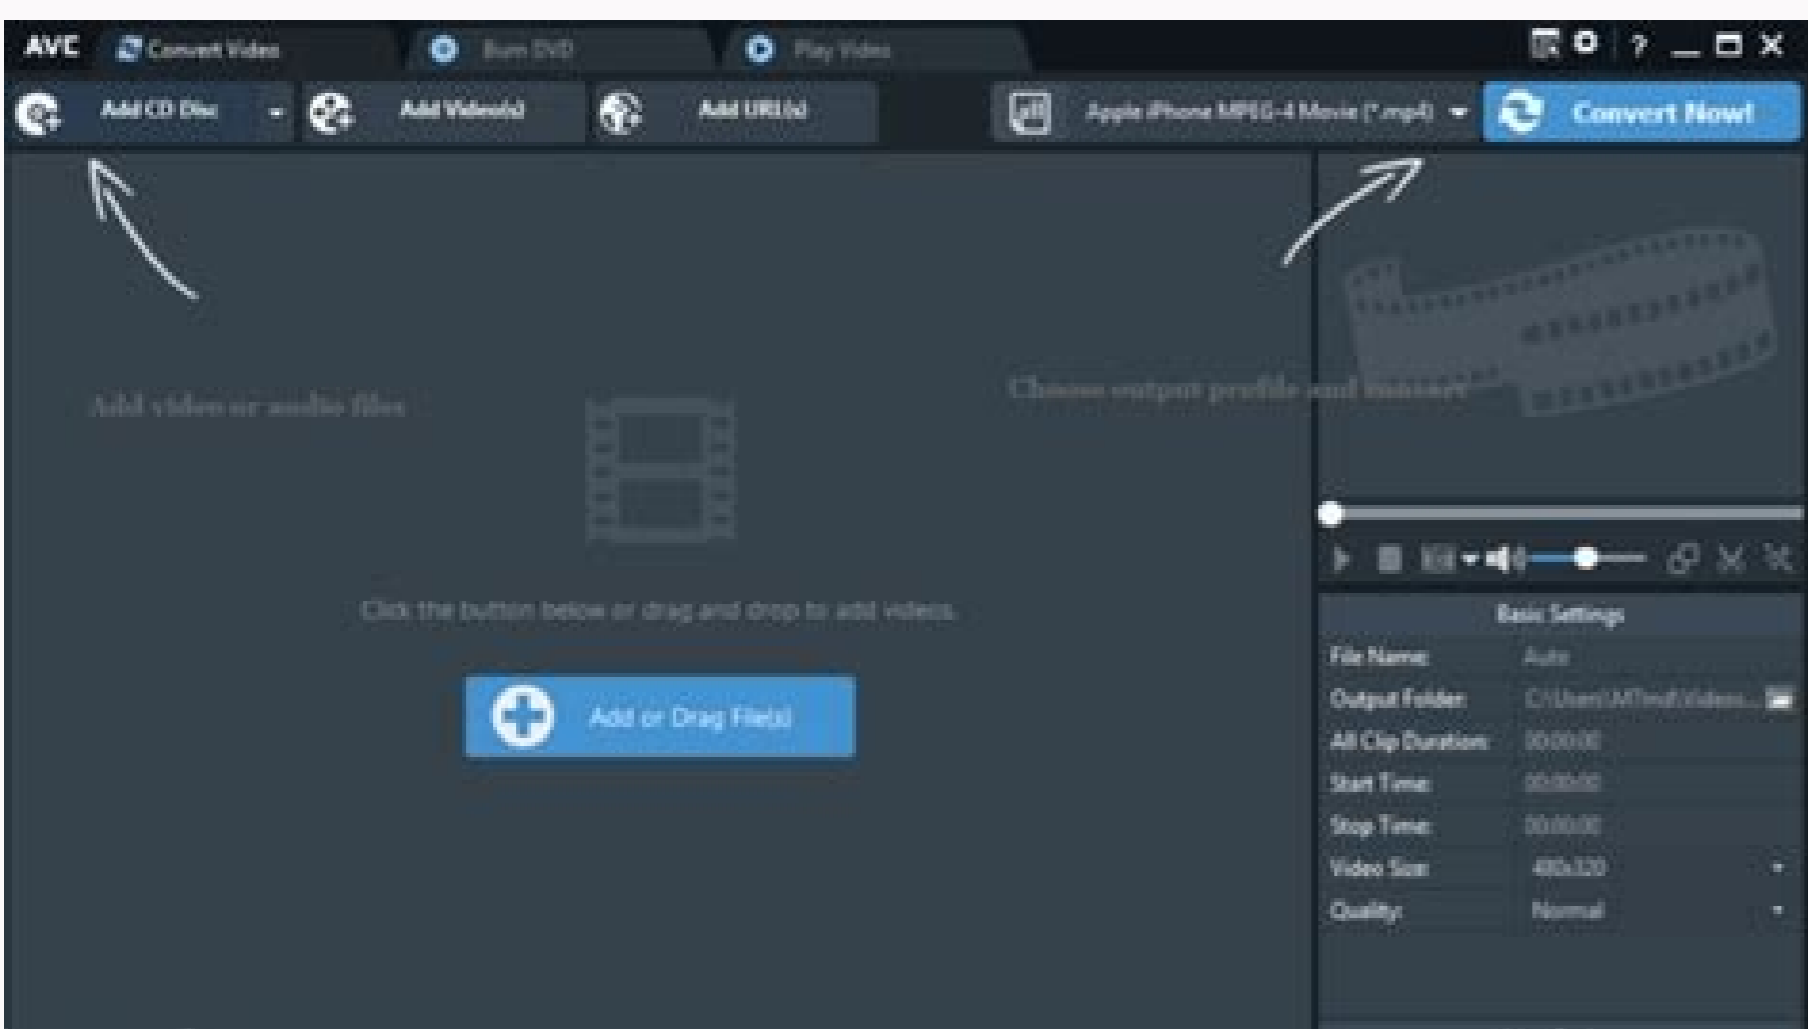 AVC Convert Video Burn DVD Play Video ?
Add CD Disc Add Video(s) Add URL(s) Apple iPhone MPEG-4 Movie (*.mp4) Convert Now!
Add video or audio files
Choose output profile and convert
Click the button below or drag and drop to add videos.
Add or Drag File(s)
Basic Settings
File Name: Auto
Output Folder: C:\Users\
All Clip Duration: 00:00:00
Start Time: 00:00:00
Stop Time: 00:00:00
Video Size: 480x320
Quality: Normal